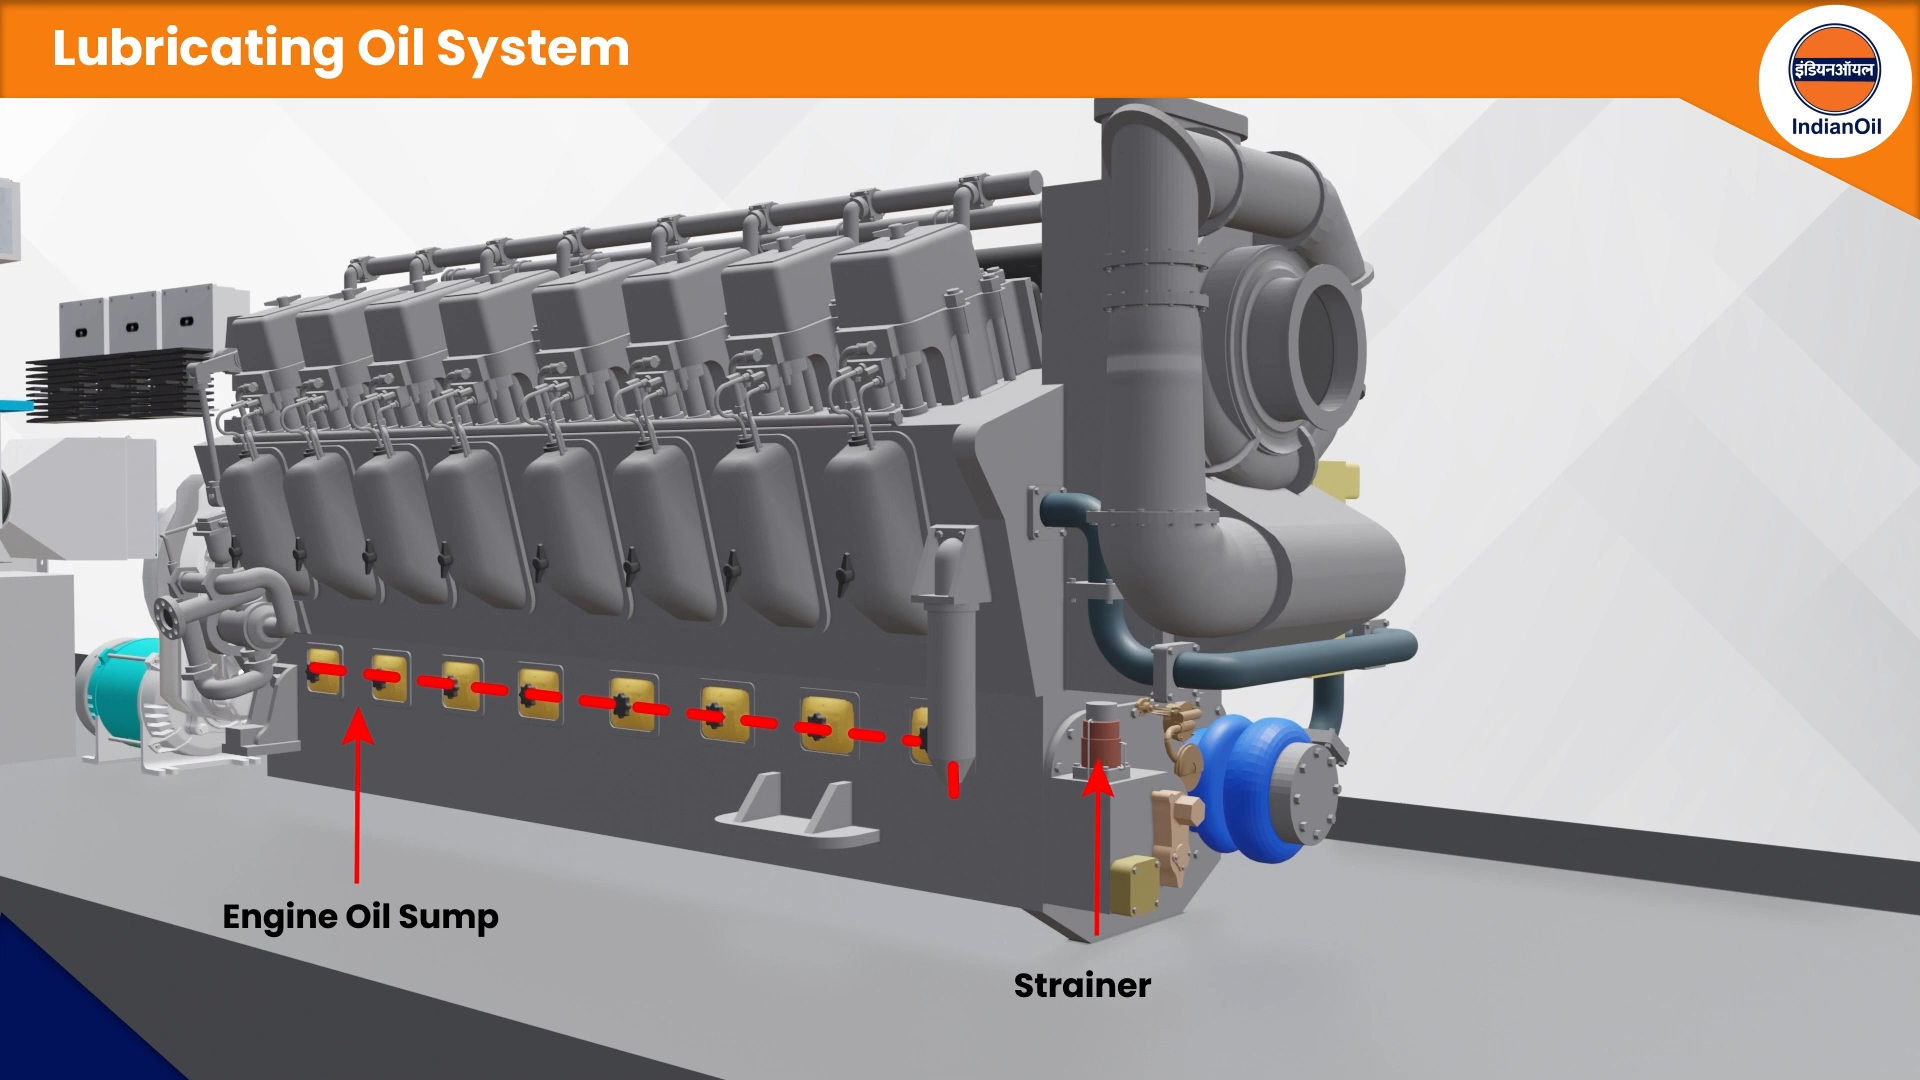 Lubricating Oil System
इंडियनऑयल
IndianOil
Engine Oil Sump
Strainer